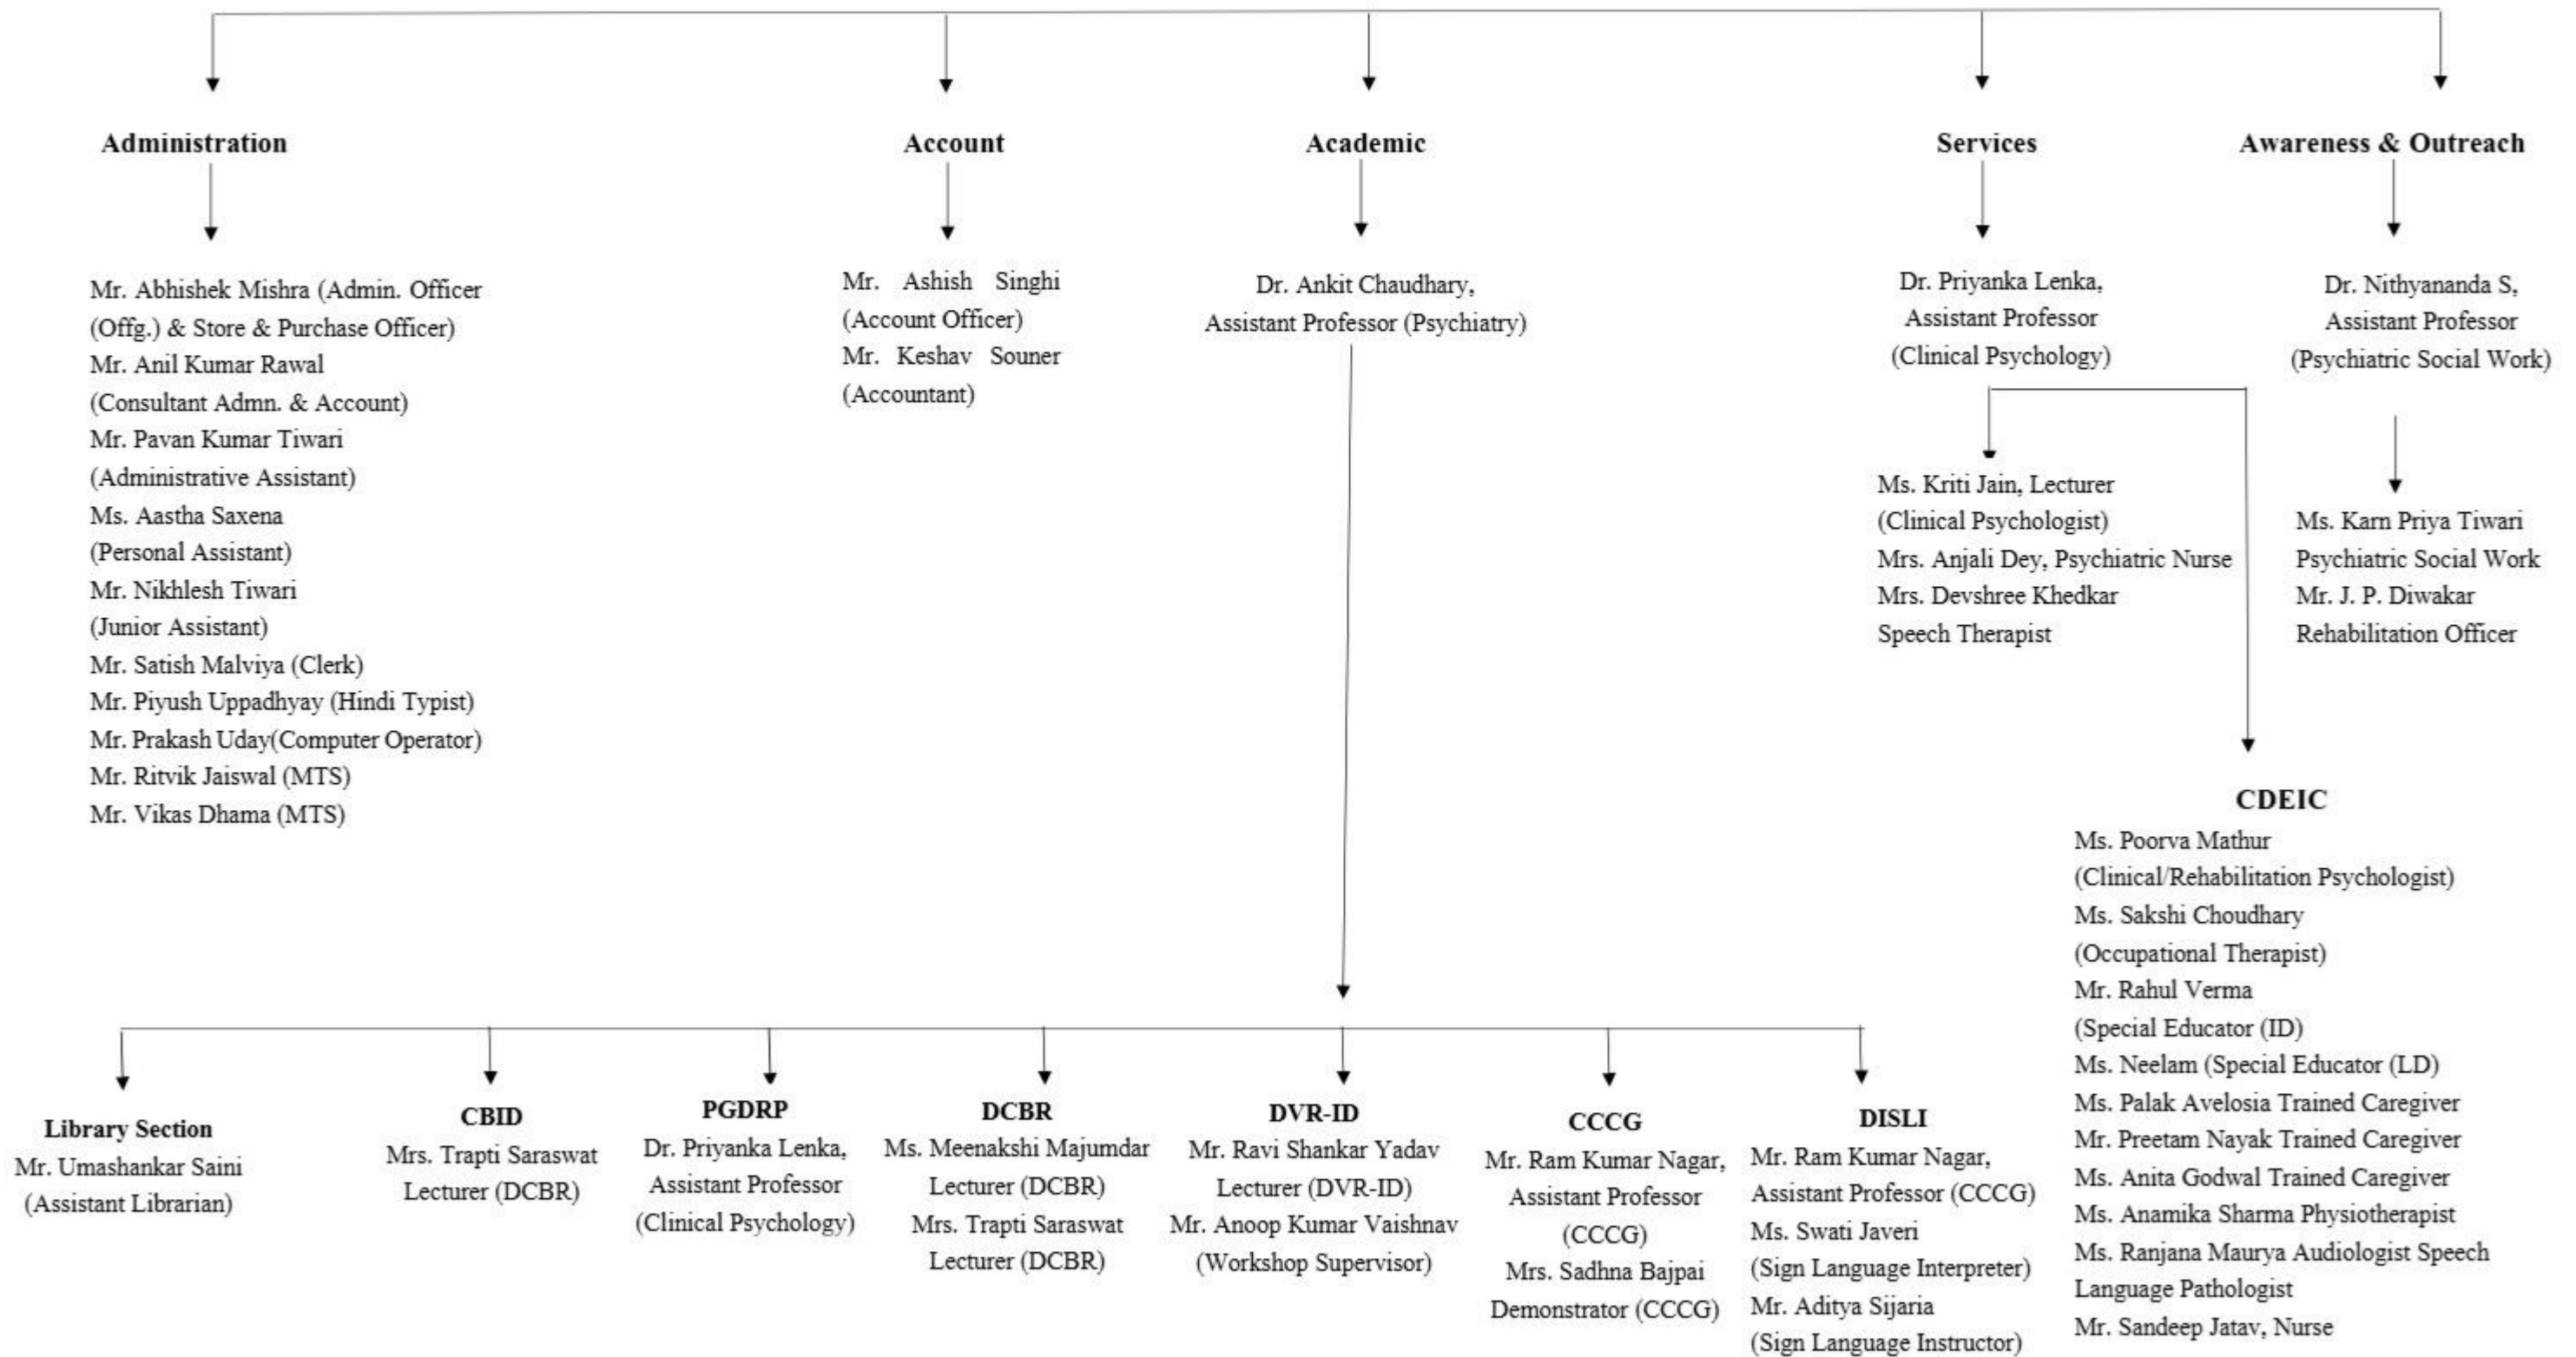 Administration
Account
Academic
Services
Awareness & Outreach
Mr. Abhishek Mishra (Admin. Officer
(Offg.) & Store & Purchase Officer)
Mr. Anil Kumar Rawal
(Consultant Admn. & Account)
Mr. Pavan Kumar Tiwari
(Administrative Assistant)
Ms. Aastha Saxena
(Personal Assistant)
Mr. Nikhlesh Tiwari
(Junior Assistant)
Mr. Satish Malviya (Clerk)
Mr. Piyush Uppadhyay (Hindi Typist)
Mr. Prakash Uday(Computer Operator)
Mr. Ritvik Jaiswal (MTS)
Mr. Vikas Dhama (MTS)
Mr. Ashish Singhi
(Account Officer)
Mr. Keshav Souner
(Accountant)
Dr. Ankit Chaudhary,
Assistant Professor (Psychiatry)
Dr. Priyanka Lenka,
Assistant Professor
(Clinical Psychology)
Ms. Kriti Jain, Lecturer
(Clinical Psychologist)
Mrs. Anjali Dey, Psychiatric Nurse
Mrs. Devshree Khedkar
Speech Therapist
Dr. Nithyananda S,
Assistant Professor
(Psychiatric Social Work)
Ms. Karn Priya Tiwari
Psychiatric Social Work
Mr. J. P. Diwakar
Rehabilitation Officer
CDEIC
Ms. Poorva Mathur
(Clinical/Rehabilitation Psychologist)
Ms. Sakshi Choudhary
(Occupational Therapist)
Mr. Rahul Verma
(Special Educator (ID)
Ms. Neelam (Special Educator (LD)
Ms. Palak Avelosia Trained Caregiver
Mr. Preetam Nayak Trained Caregiver
Ms. Anita Godwal Trained Caregiver
Ms. Anamika Sharma Physiotherapist
Ms. Ranjana Maurya Audiologist Speech
Language Pathologist
Mr. Sandeep Jatav, Nurse
Library Section
Mr. Umashankar Saini
(Assistant Librarian)
CBID
Mrs. Trapti Saraswat
Lecturer (DCBR)
PGDRP
Dr. Priyanka Lenka,
Assistant Professor
(Clinical Psychology)
DCBR
Ms. Meenakshi Majumdar
Lecturer (DCBR)
Mrs. Trapti Saraswat
Lecturer (DCBR)
DVR-ID
Mr. Ravi Shankar Yadav
Lecturer (DVR-ID)
Mr. Anoop Kumar Vaishnav
(Workshop Supervisor)
CCCG
Mr. Ram Kumar Nagar,
Assistant Professor
(CCCG)
Mrs. Sadhna Bajpai
Demonstrator (CCCG)
DISLI
Mr. Ram Kumar Nagar,
Assistant Professor (CCCG)
Ms. Swati Javeri
(Sign Language Interpreter)
Mr. Aditya Sijaria
(Sign Language Instructor)